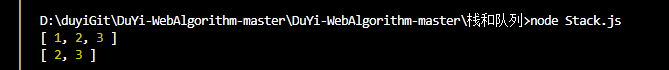 D:\duyiGit\DuYi-WebAlgorithm-master\DuYi-WebAlgorithm-master\栈和队列>node Stack.js
[ 1, 2, 3 ]
[ 2, 3 ]